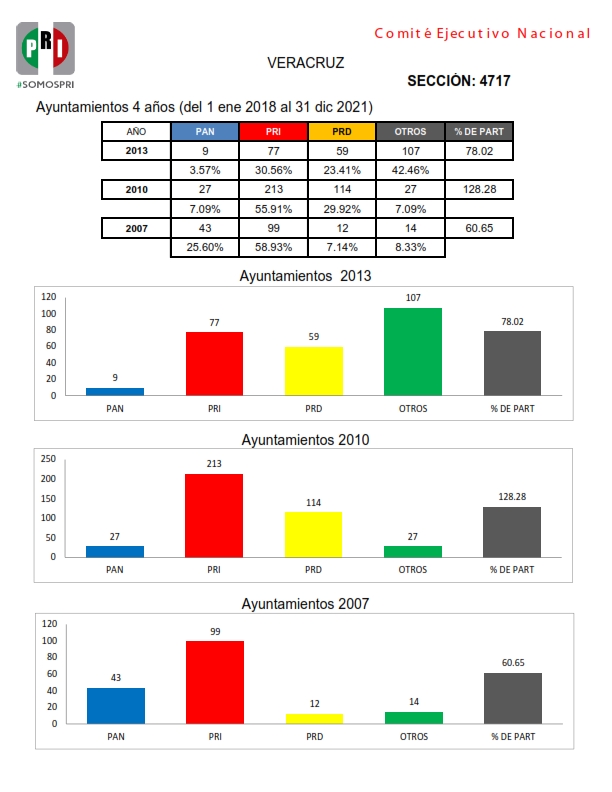 Comité Ejecutivo Nacional
PRI
#SOMOSPRI
VERACRUZ
SECCIÓN: 4717
Ayuntamientos 4 años (del 1 ene 2018 al 31 dic 2021)
AÑO PAN PRI PRD OTROS % DE PART
2013 9 77 59 107 78.02
3.57% 30.56% 23.41% 42.46%
2010 27 213 114 27 128.28
7.09% 55.91% 29.92% 7.09%
2007 43 99 12 14 60.65
25.60% 58.93% 7.14% 8.33%
Ayuntamientos 2013
120
100
80
60
40
20
0
9 77 59 107 78.02
PAN PRI PRD OTROS % DE PART
Ayuntamientos 2010
250
200
150
100
50
0
27 213 114 27 128.28
PAN PRI PRD OTROS % DE PART
Ayuntamientos 2007
120
100
80
60
40
20
0
43 99 12 14 60.65
PAN PRI PRD OTROS % DE PART